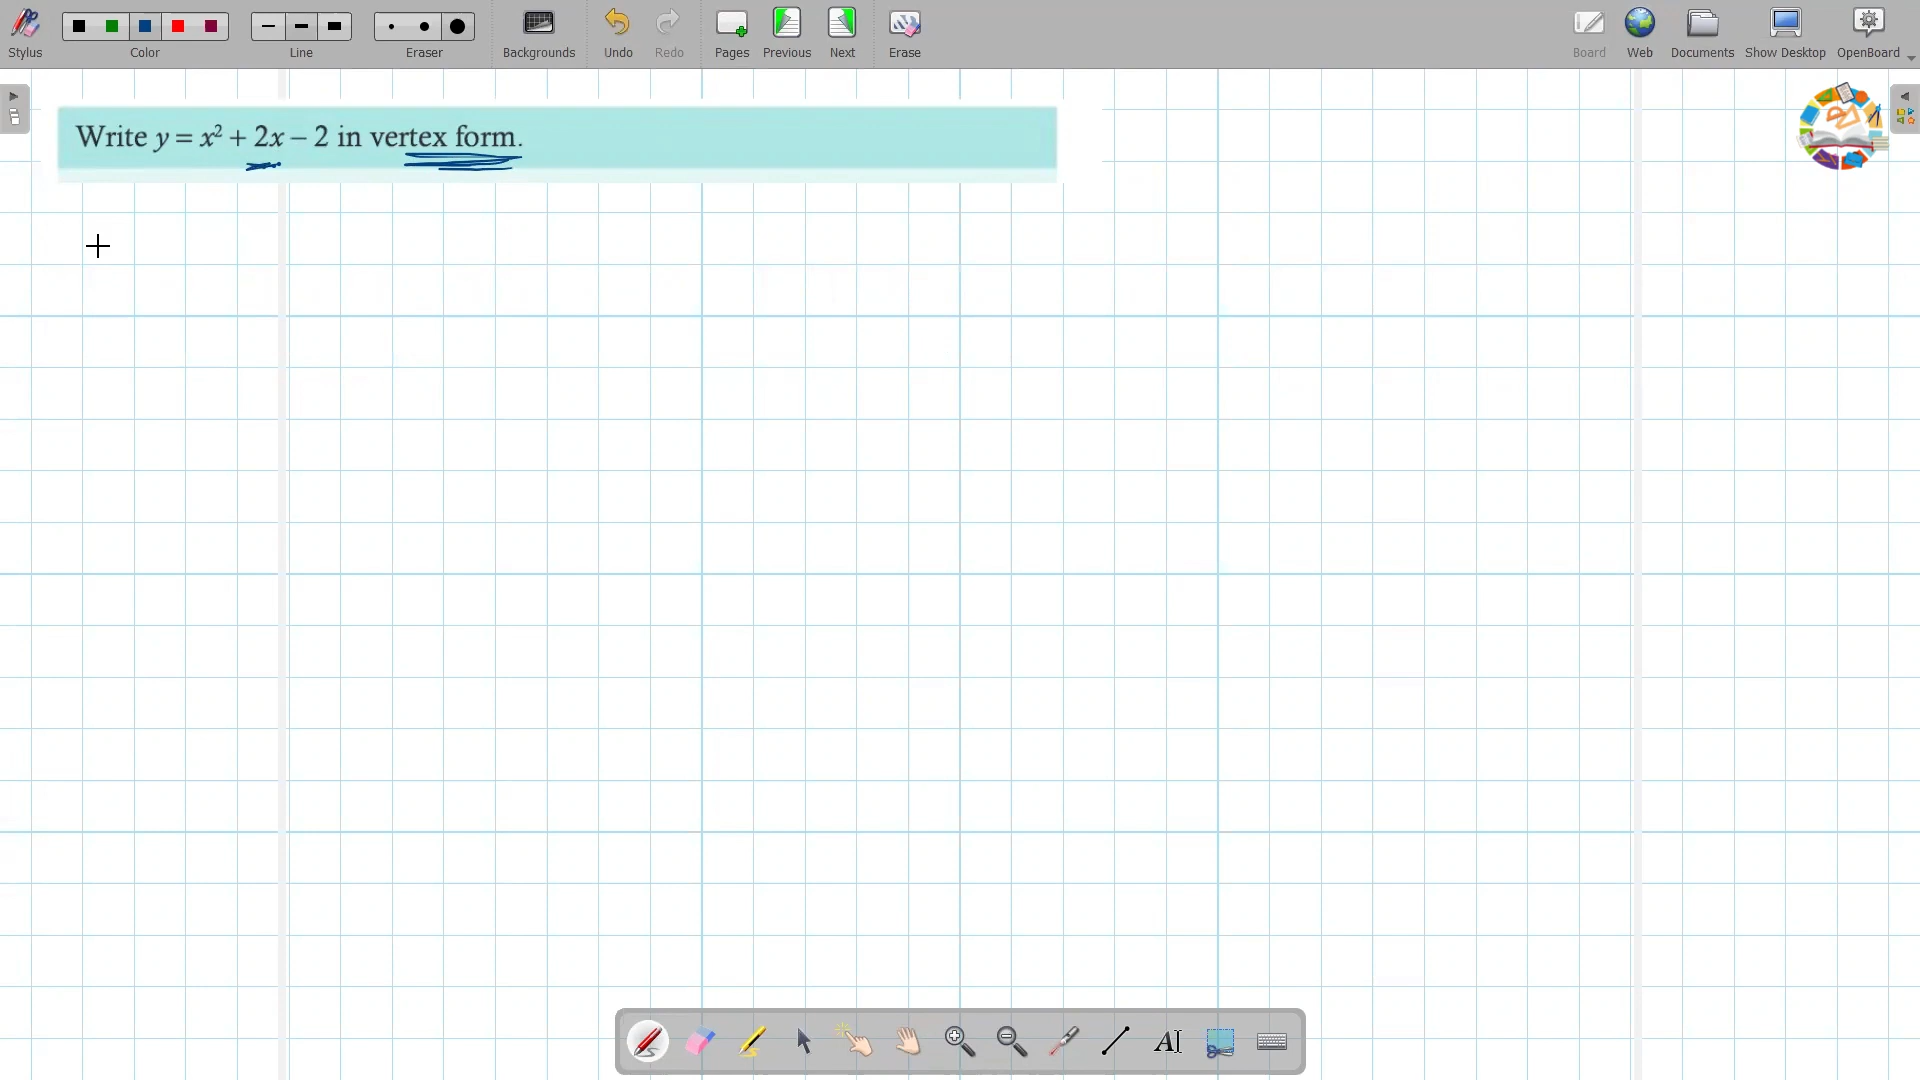 Stylus
Color
Line
Eraser
Backgrounds
Undo
Redo
Pages
Previous
Next
Erase
Board
Web
Documents
Show Desktop
OpenBoard
Write y = x² + 2x − 2 in vertex form.